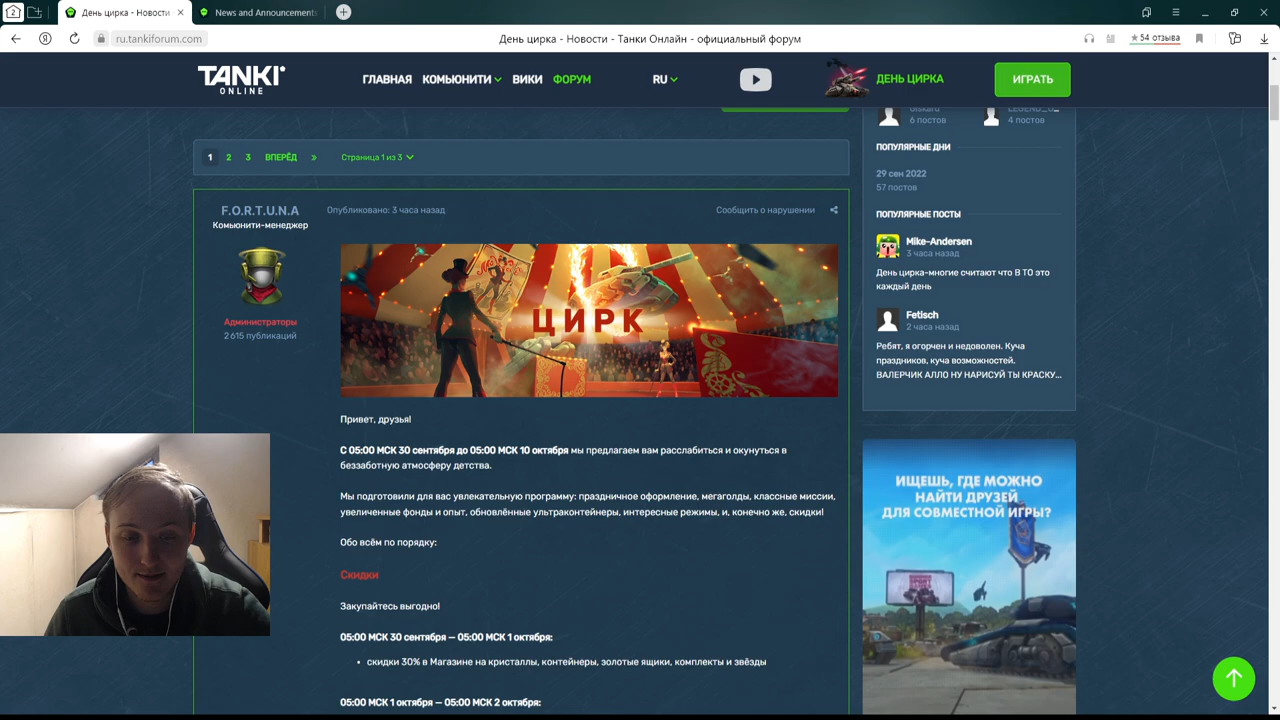 2
День цирка - Новости
News and Announcements
ru.tankiforum.com
День цирка - Новости - Танки Онлайн - официальный форум
★54 отзыва
TANKI
ONLINE
ГЛАВНАЯ
КОМЬЮНИТИ
ВИКИ
ФОРУМ
RU
ДЕНЬ ЦИРКА
ИГРАТЬ
Giskard
6 постов
4 постов
1 2 3 ВПЕРЁД »
Страница 1 из 3
ПОПУЛЯРНЫЕ ДНИ
29 сен 2022
57 постов
ПОПУЛЯРНЫЕ ПОСТЫ
Mike-Andersen
3 часа назад
День цирка-многие считают что В ТО это
каждый день
Fetisch
2 часа назад
Ребят, я огорчен и недоволен. Куча
праздников, куча возможностей.
ВАЛЕРЧИК АЛЛО НУ НАРИСУЙ ТЫ КРАСКУ...
F.O.R.T.U.N.A
Комьюнити-менеджер
Администраторы
2 615 публикаций
Опубликовано: 3 часа назад
Сообщить о нарушении
ЦИРК
Привет, друзья!
С 05:00 МСК 30 сентября до 05:00 МСК 10 октября мы предлагаем вам расслабиться и окунуться в
беззаботную атмосферу детства.
Мы подготовили для вас увлекательную программу: праздничное оформление, мегаголды, классные миссии,
увеличенные фонды и опыт, обновлённые ультраконтейнеры, интересные режимы, и, конечно же, скидки!
Обо всём по порядку:
Скидки
Закупайтесь выгодно!
05:00 МСК 30 сентября — 05:00 МСК 1 октября:
• скидки 30% в Магазине на кристаллы, контейнеры, золотые ящики, комплекты и звёзды
05:00 МСК 1 октября — 05:00 МСК 2 октября:
ИЩЕШЬ, ГДЕ МОЖНО
НАЙТИ ДРУЗЕЙ
ДЛЯ СОВМЕСТНОЙ ИГРЫ?